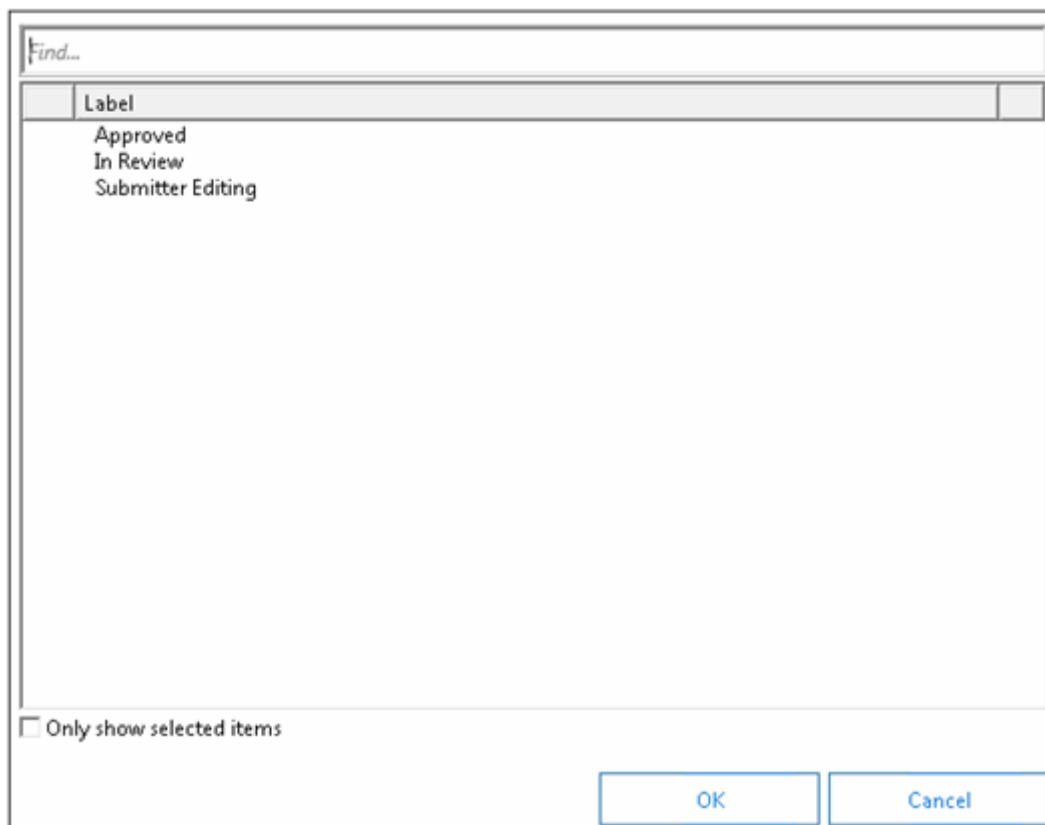 Find...
Label
Approved
In Review
Submitter Editing
Only show selected items
OK Cancel